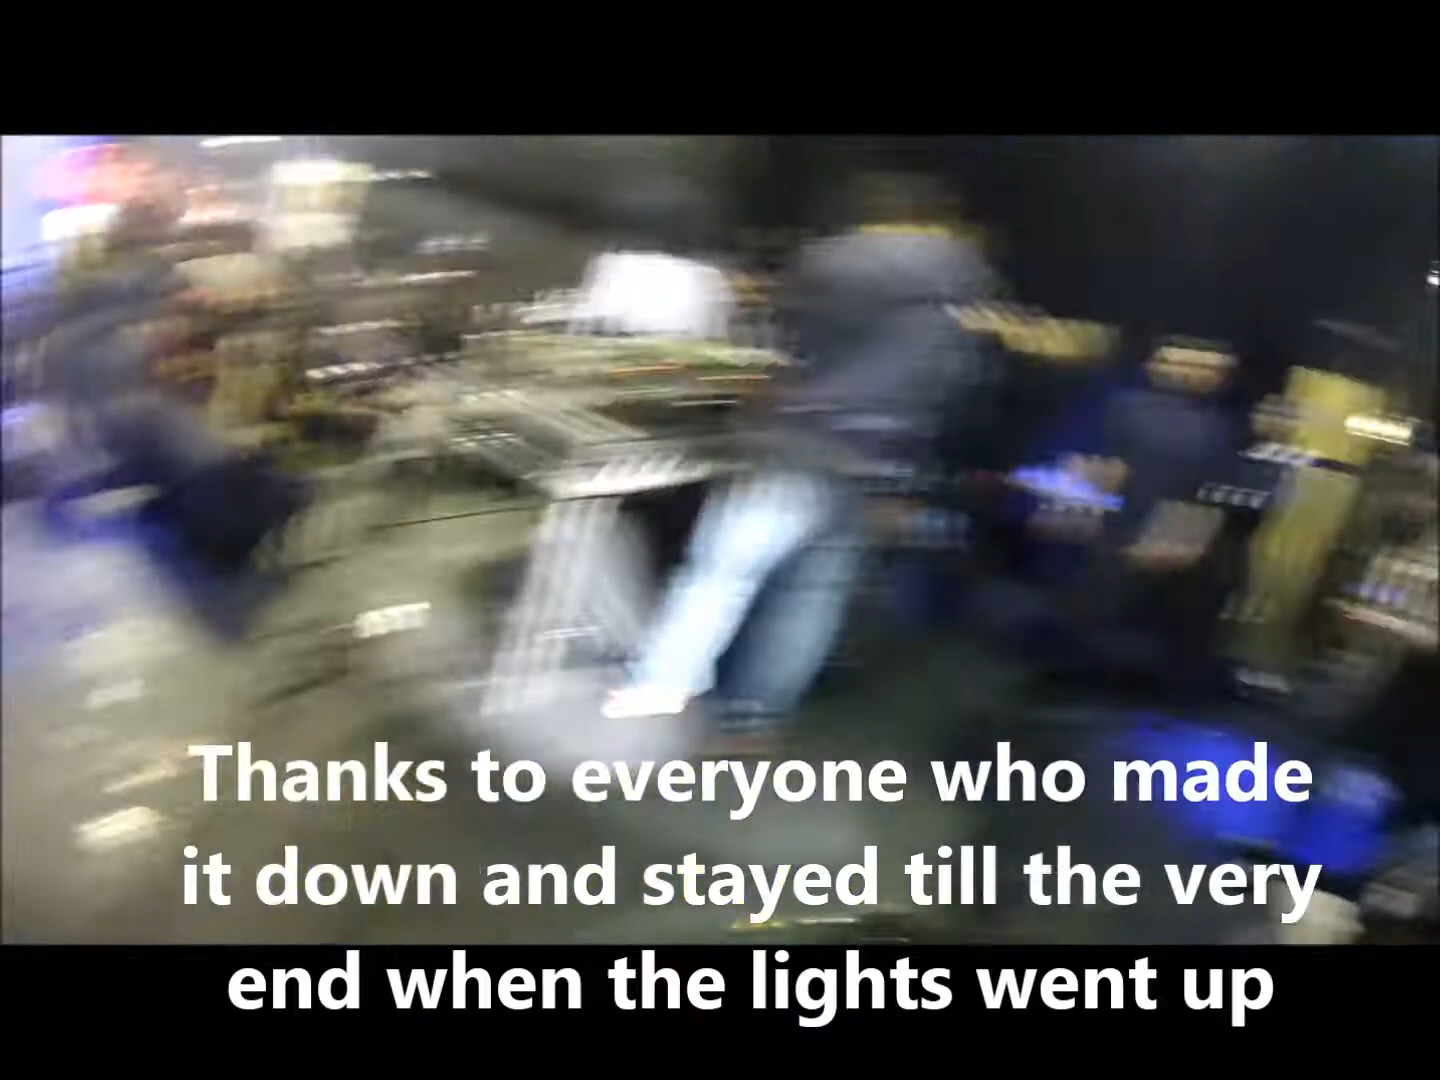 Thanks to everyone who made
it down and stayed till the very
end when the lights went up